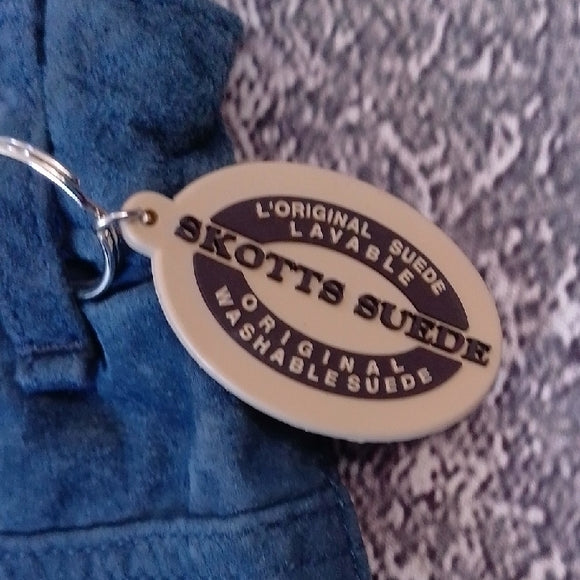 L'ORIGINAL SUEDE
LAVABLE
SKOTTS SUEDE
ORIGINAL
WASHABLE SUEDE